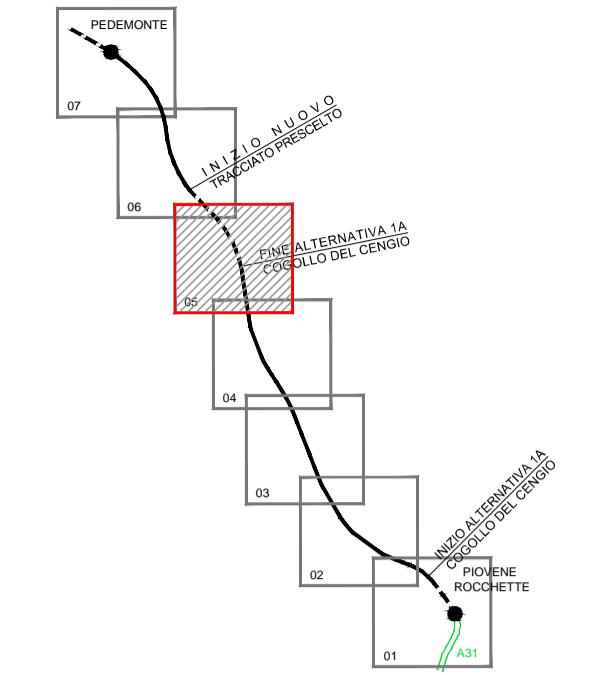 PEDEMONTE
07
INIZIO NUOVO
TRACCIATO PRESCELTO
06
FINE ALTERNATIVA 1A
COGOLLO DEL CENGIO
05
04
03
INIZIO ALTERNATIVA 1A
COGOLLO DEL CENGIO
02
PIOVENE
ROCCHETTE
01
A31